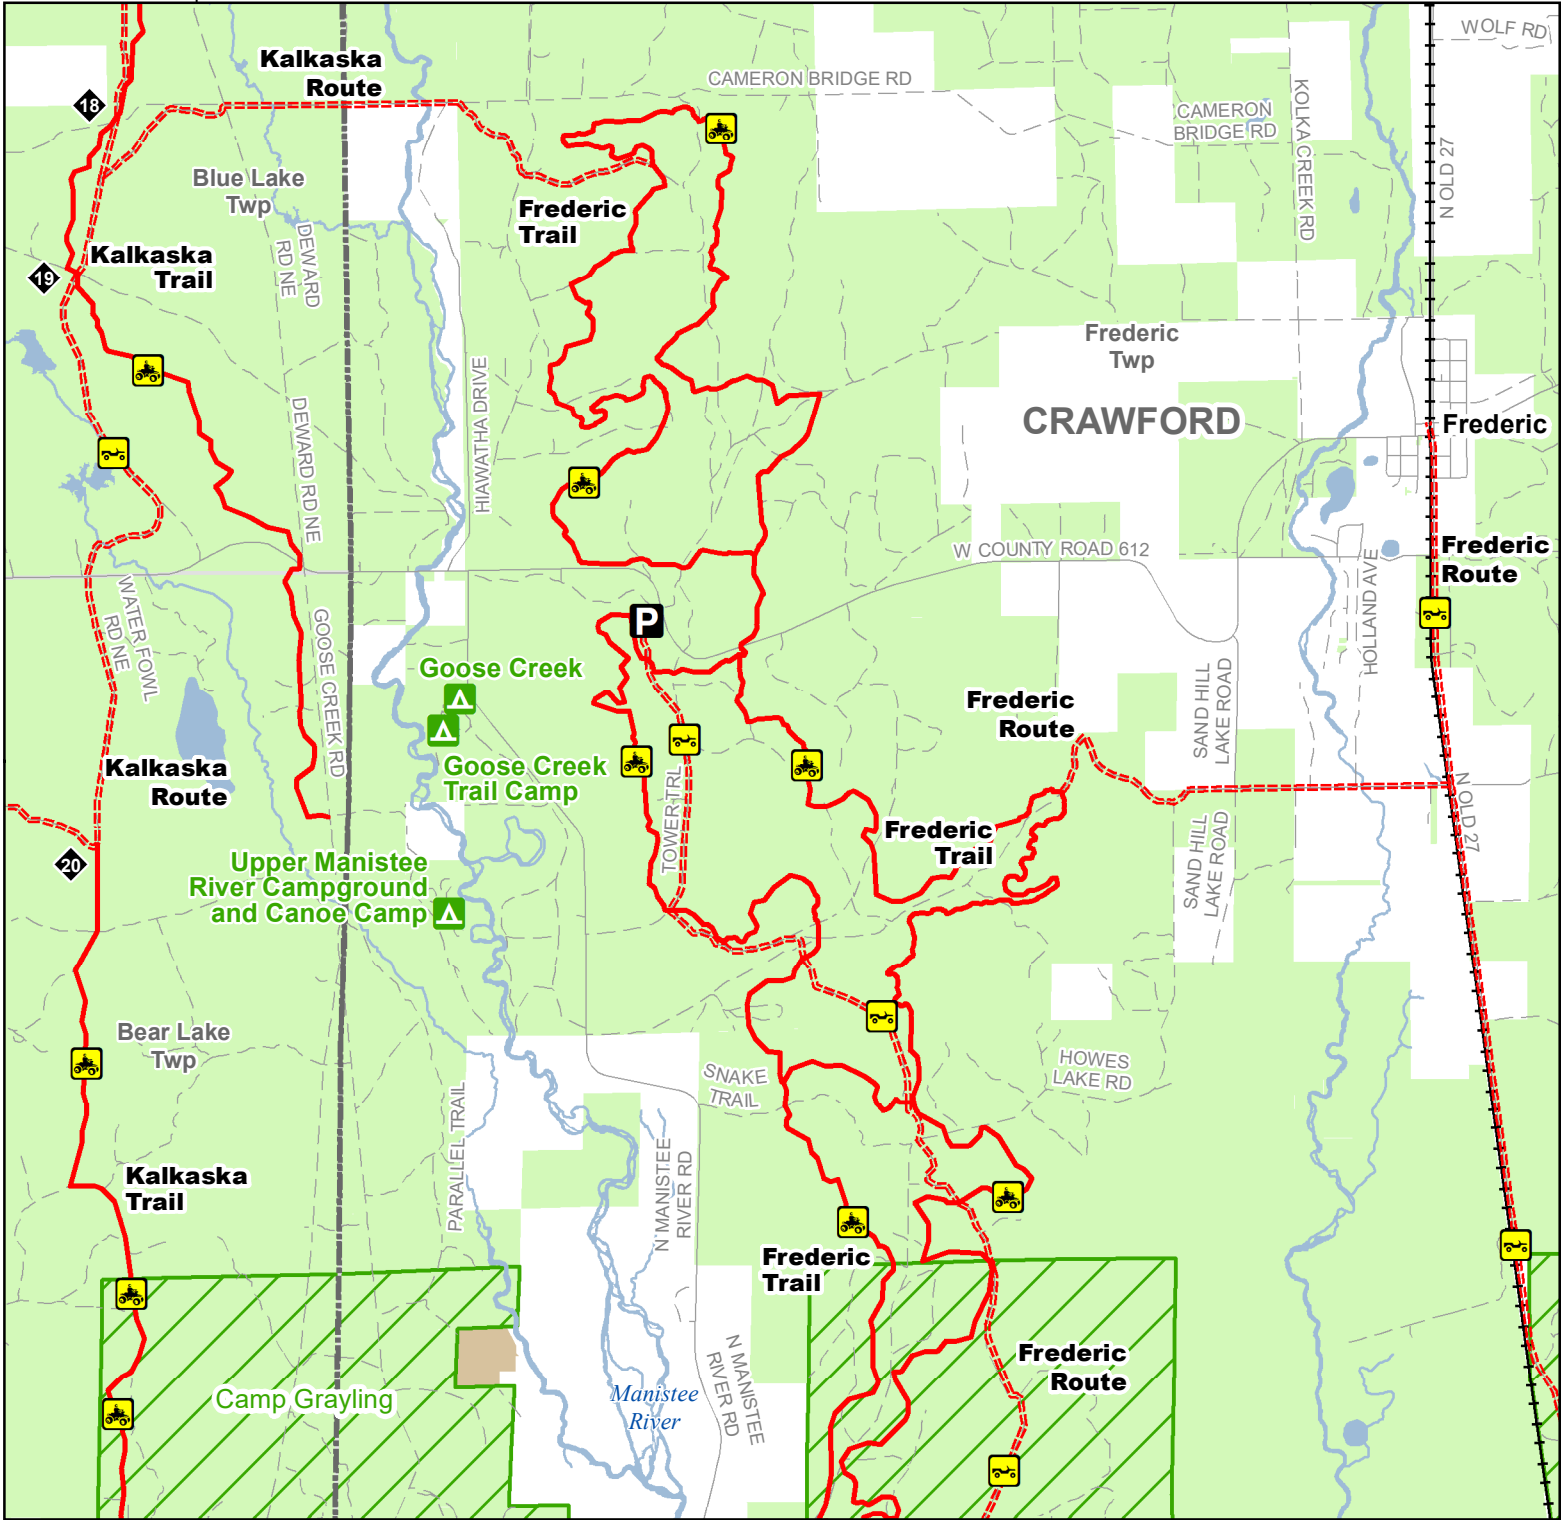 WOLF RD
Kalkaska
Route
CAMERON BRIDGE RD
18
CAMERON
BRIDGE RD
KOLKA CREEK RD
N OLD 27
Blue Lake
Twp
Frederic
Trail
DEWARD
RD NE
Kalkaska
Trail
19
Frederic
Twp
HIAWATHA DRIVE
CRAWFORD
Frederic
DEWARD RD NE
W COUNTY ROAD 612
Frederic
Route
HOLLAND AVE
WATER FOWL
RD NE
GOOSE CREEK RD
P
Goose Creek
SAND HILL
LAKE ROAD
Frederic
Route
Kalkaska
Route
Goose Creek
Trail Camp
TOWER TRL
N OLD 27
Frederic
Trail
SAND HILL
LAKE ROAD
20
Upper Manistee
River Campground
and Canoe Camp
Bear Lake
Twp
SNAKE
TRAIL
HOWES
LAKE RD
PARALLEL TRAIL
N MANISTEE
RIVER RD
Kalkaska
Trail
Frederic
Trail
Camp Grayling
Manistee
River
N MANISTEE
RIVER RD
Frederic
Route